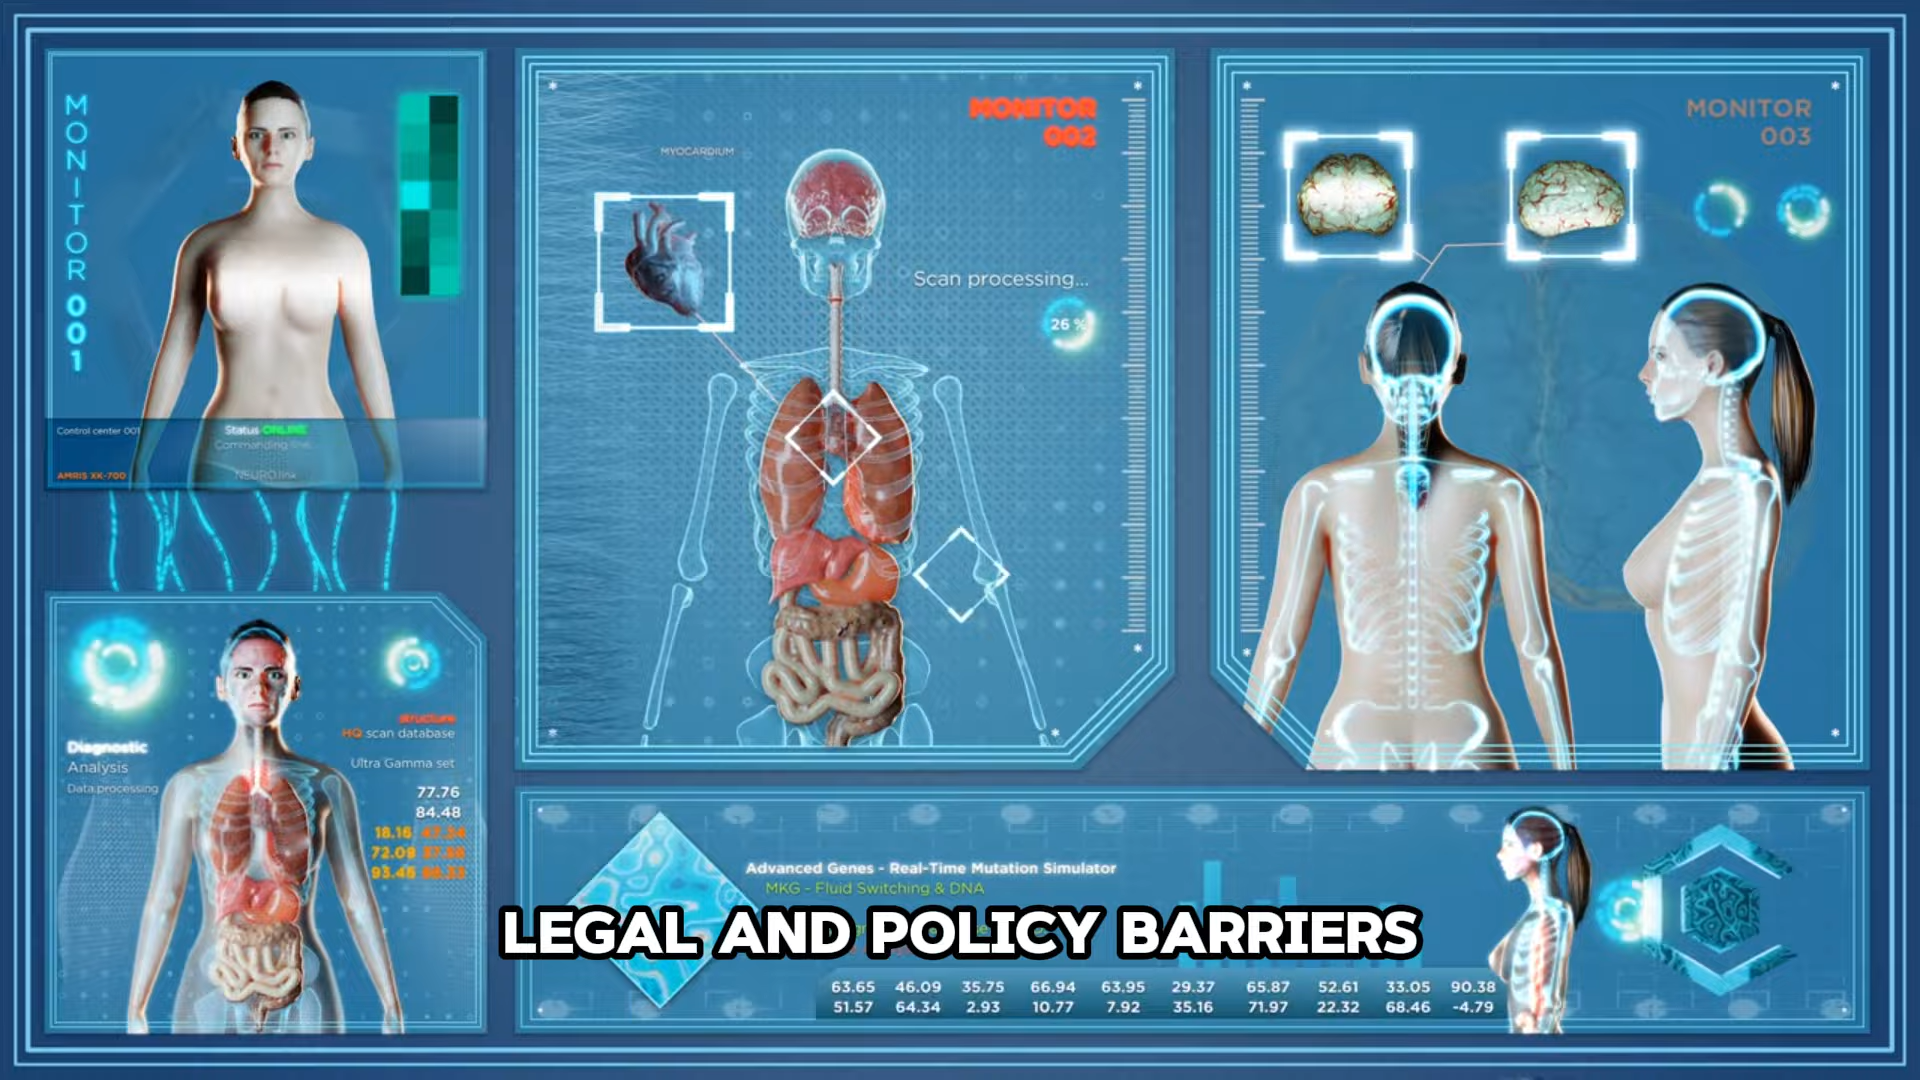 MONITOR 001
Control center 001
Status ONLINE
Commanding line
AMRIS XK-700
NEURO link
MONITOR
002
MYOCARDIUM
Scan processing...
26 %
MONITOR
003
structure
HQ scan database
Ultra Gamma set
Diagnostic
Analysis
Data processing
77.76
84.48
18.16
72.09
93.46
Advanced Genes - Real-Time Mutation Simulator
MKG - Fluid Switching & DNA
LEGAL AND POLICY BARRIERS
63.65 46.09 35.75 66.94 63.95 29.37 65.87 52.61 33.05 90.38
51.57 64.34 2.93 10.77 7.92 35.16 71.97 22.32 68.46 -4.79